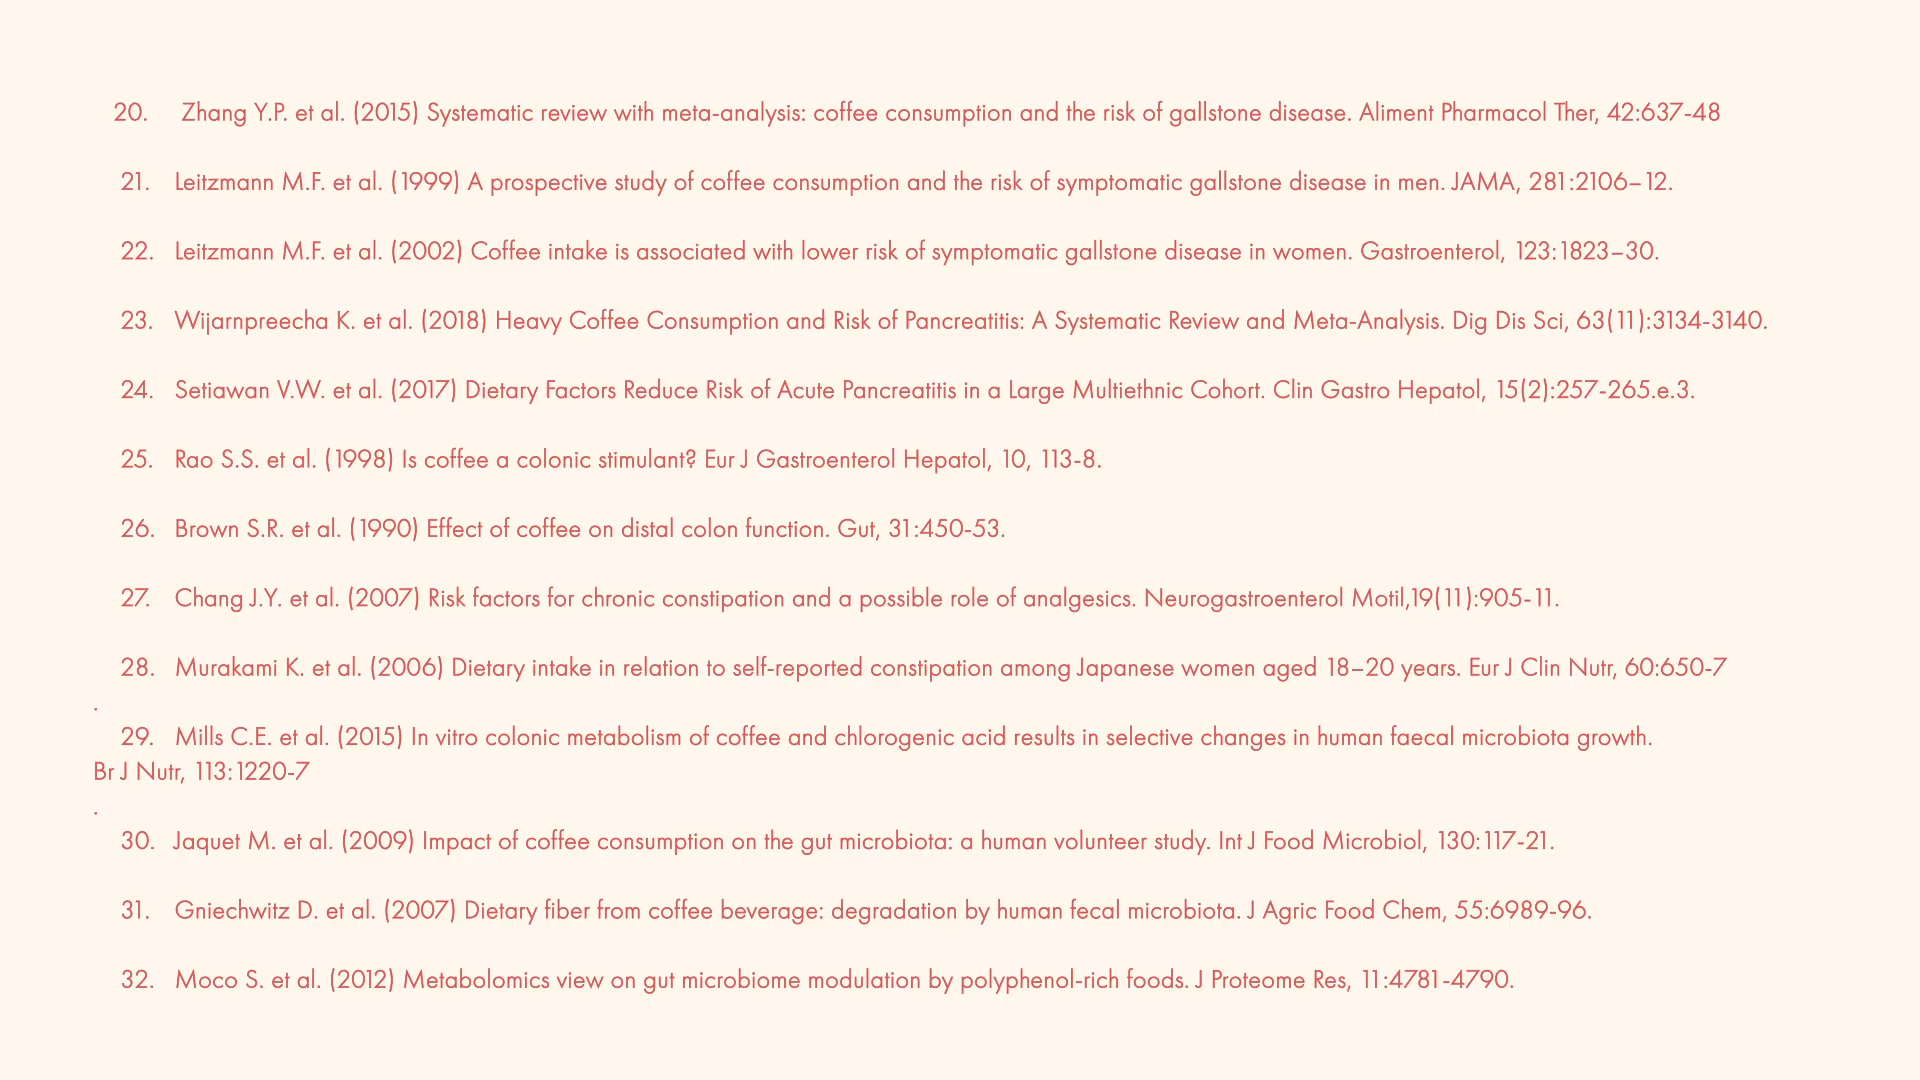 20. Zhang Y.P. et al. (2015) Systematic review with meta-analysis: coffee consumption and the risk of gallstone disease. Aliment Pharmacol Ther, 42:637-48
21. Leitzmann M.F. et al. (1999) A prospective study of coffee consumption and the risk of symptomatic gallstone disease in men. JAMA, 281:2106–12.
22. Leitzmann M.F. et al. (2002) Coffee intake is associated with lower risk of symptomatic gallstone disease in women. Gastroenterol, 123:1823–30.
23. Wijarnpreecha K. et al. (2018) Heavy Coffee Consumption and Risk of Pancreatitis: A Systematic Review and Meta-Analysis. Dig Dis Sci, 63(11):3134-3140.
24. Setiawan V.W. et al. (2017) Dietary Factors Reduce Risk of Acute Pancreatitis in a Large Multiethnic Cohort. Clin Gastro Hepatol, 15(2):257-265.e.3.
25. Rao S.S. et al. (1998) Is coffee a colonic stimulant? Eur J Gastroenterol Hepatol, 10, 113-8.
26. Brown S.R. et al. (1990) Effect of coffee on distal colon function. Gut, 31:450-53.
27. Chang J.Y. et al. (2007) Risk factors for chronic constipation and a possible role of analgesics. Neurogastroenterol Motil,19(11):905-11.
28. Murakami K. et al. (2006) Dietary intake in relation to self-reported constipation among Japanese women aged 18–20 years. Eur J Clin Nutr, 60:650-7
.
29. Mills C.E. et al. (2015) In vitro colonic metabolism of coffee and chlorogenic acid results in selective changes in human faecal microbiota growth.
Br J Nutr, 113:1220-7
.
30. Jaquet M. et al. (2009) Impact of coffee consumption on the gut microbiota: a human volunteer study. Int J Food Microbiol, 130:117-21.
31. Gniechwitz D. et al. (2007) Dietary fiber from coffee beverage: degradation by human fecal microbiota. J Agric Food Chem, 55:6989-96.
32. Moco S. et al. (2012) Metabolomics view on gut microbiome modulation by polyphenol-rich foods. J Proteome Res, 11:4781-4790.